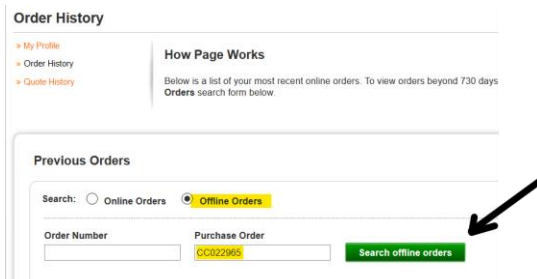 Order History
» My Profile
» Order History
» Quote History
How Page Works
Below is a list of your most recent online orders. To view orders beyond 730 days
Orders search form below.
Previous Orders
Search: Online Orders Offline Orders
Order Number Purchase Order
CC022965 Search offline orders